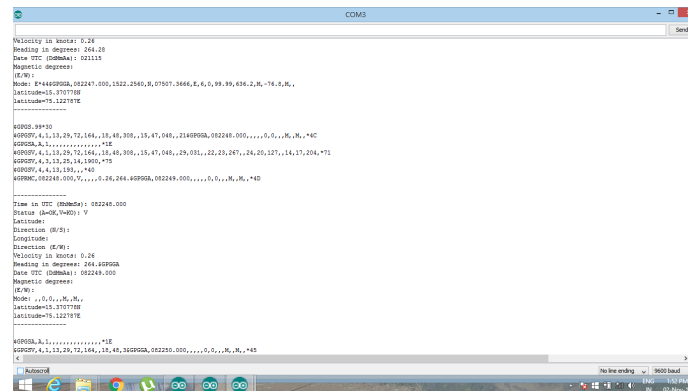 COM3
Send
Velocity in knots: 0.26
Heading in degrees: 264.28
Date UTC (DdMmAa): 021115
Magnetic degrees:
(E/W):
Mode: E*44$GPGGA,082247.000,1522.2560,N,07507.3666,E,6,0,99.99,636.2,M,-76.8,M,,
latitude=15.370778N
latitude=75.122787E
---------------
$GPGS.99*30
$GPGSV,4,1,13,29,72,164,,18,48,308,,15,47,048,,21$GPGGA,082248.000,,,,,0,0,,,M,,M,,*4C
$GPGSA,A,1,,,,,,,,,,,,,,,*1E
$GPGSV,4,1,13,29,72,164,,18,48,308,,15,47,048,,29,031,,22,23,267,,24,20,127,,14,17,204,*71
$GPGSV,4,3,13,25,14,1900,*75
$GPGSV,4,4,13,193,,,*40
$GPRMC,082248.000,V,,,,,0.26,264.$GPGGA,082249.000,,,,,0,0,,,M,,M,,*4D
---------------
Time in UTC (HhMmSs): 082248.000
Status (A=OK,V=KO): V
Latitude:
Direction (N/S):
Longitude:
Direction (E/W):
Velocity in knots: 0.26
Heading in degrees: 264.$GPGGA
Date UTC (DdMmAa): 082249.000
Magnetic degrees:
(E/W):
Mode: ,,0,0,,,M,,M,,
latitude=15.370778N
latitude=75.122787E
---------------
$GPGSA,A,1,,,,,,,,,,,,,,,*1E
$GPGSV,4,1,13,29,72,164,,18,48,3$GPGGA,082250.000,,,,,0,0,,,M,,M,,*45
Autoscroll
No line ending
9600 baud
ENG
1:52 PM
IN